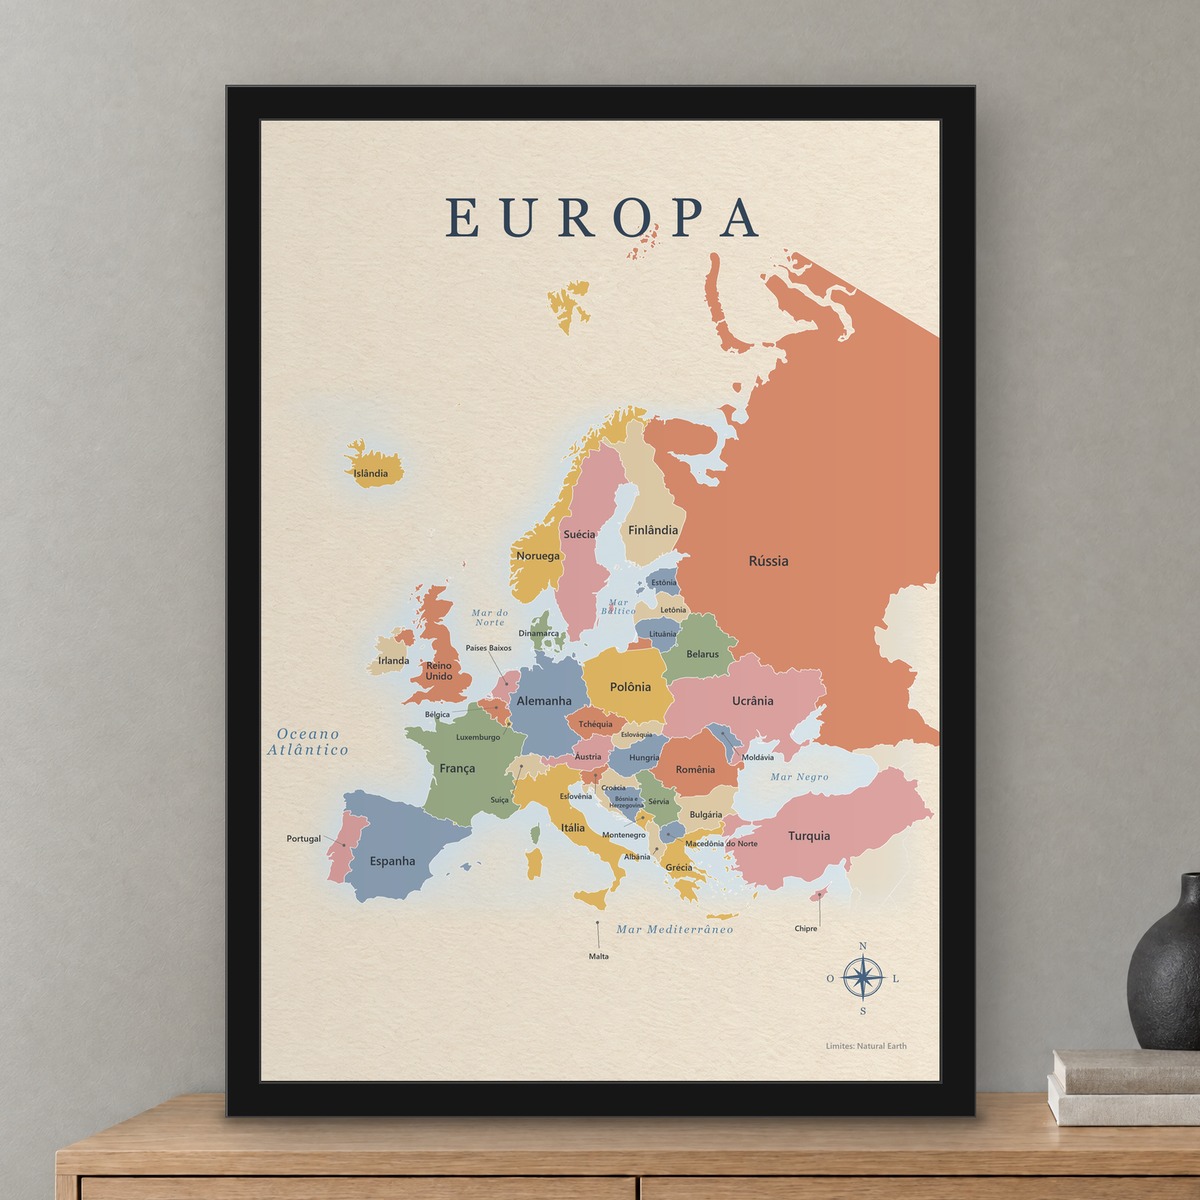 EUROPA
Islândia
Suécia
Finlândia
Noruega
Rússia
Estônia
Mar
Báltico
Letônia
Mar do
Norte
Dinamarca
Lituânia
Países Baixos
Belarus
Irlanda
Reino
Unido
Polônia
Alemanha
Ucrânia
Bélgica
Tchéquia
Luxemburgo
Eslováquia
Oceano
Atlântico
Áustria
Hungria
Moldávia
França
Romênia
Mar Negro
Suíça
Eslovênia
Croácia
Bósnia e
Herzegovina
Sérvia
Bulgária
Itália
Montenegro
Turquia
Portugal
Macedônia do Norte
Albânia
Espanha
Grécia
Chipre
Mar Mediterrâneo
Malta
N
O L
S
Limites: Natural Earth